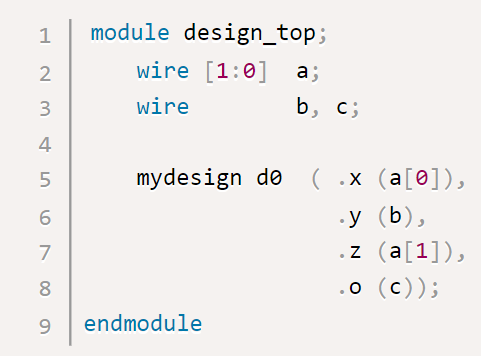 1 module design_top;
2 wire [1:0] a;
3 wire b, c;
4
5 mydesign d0 ( .x (a[0]),
6 .y (b),
7 .z (a[1]),
8 .o (c));
9 endmodule